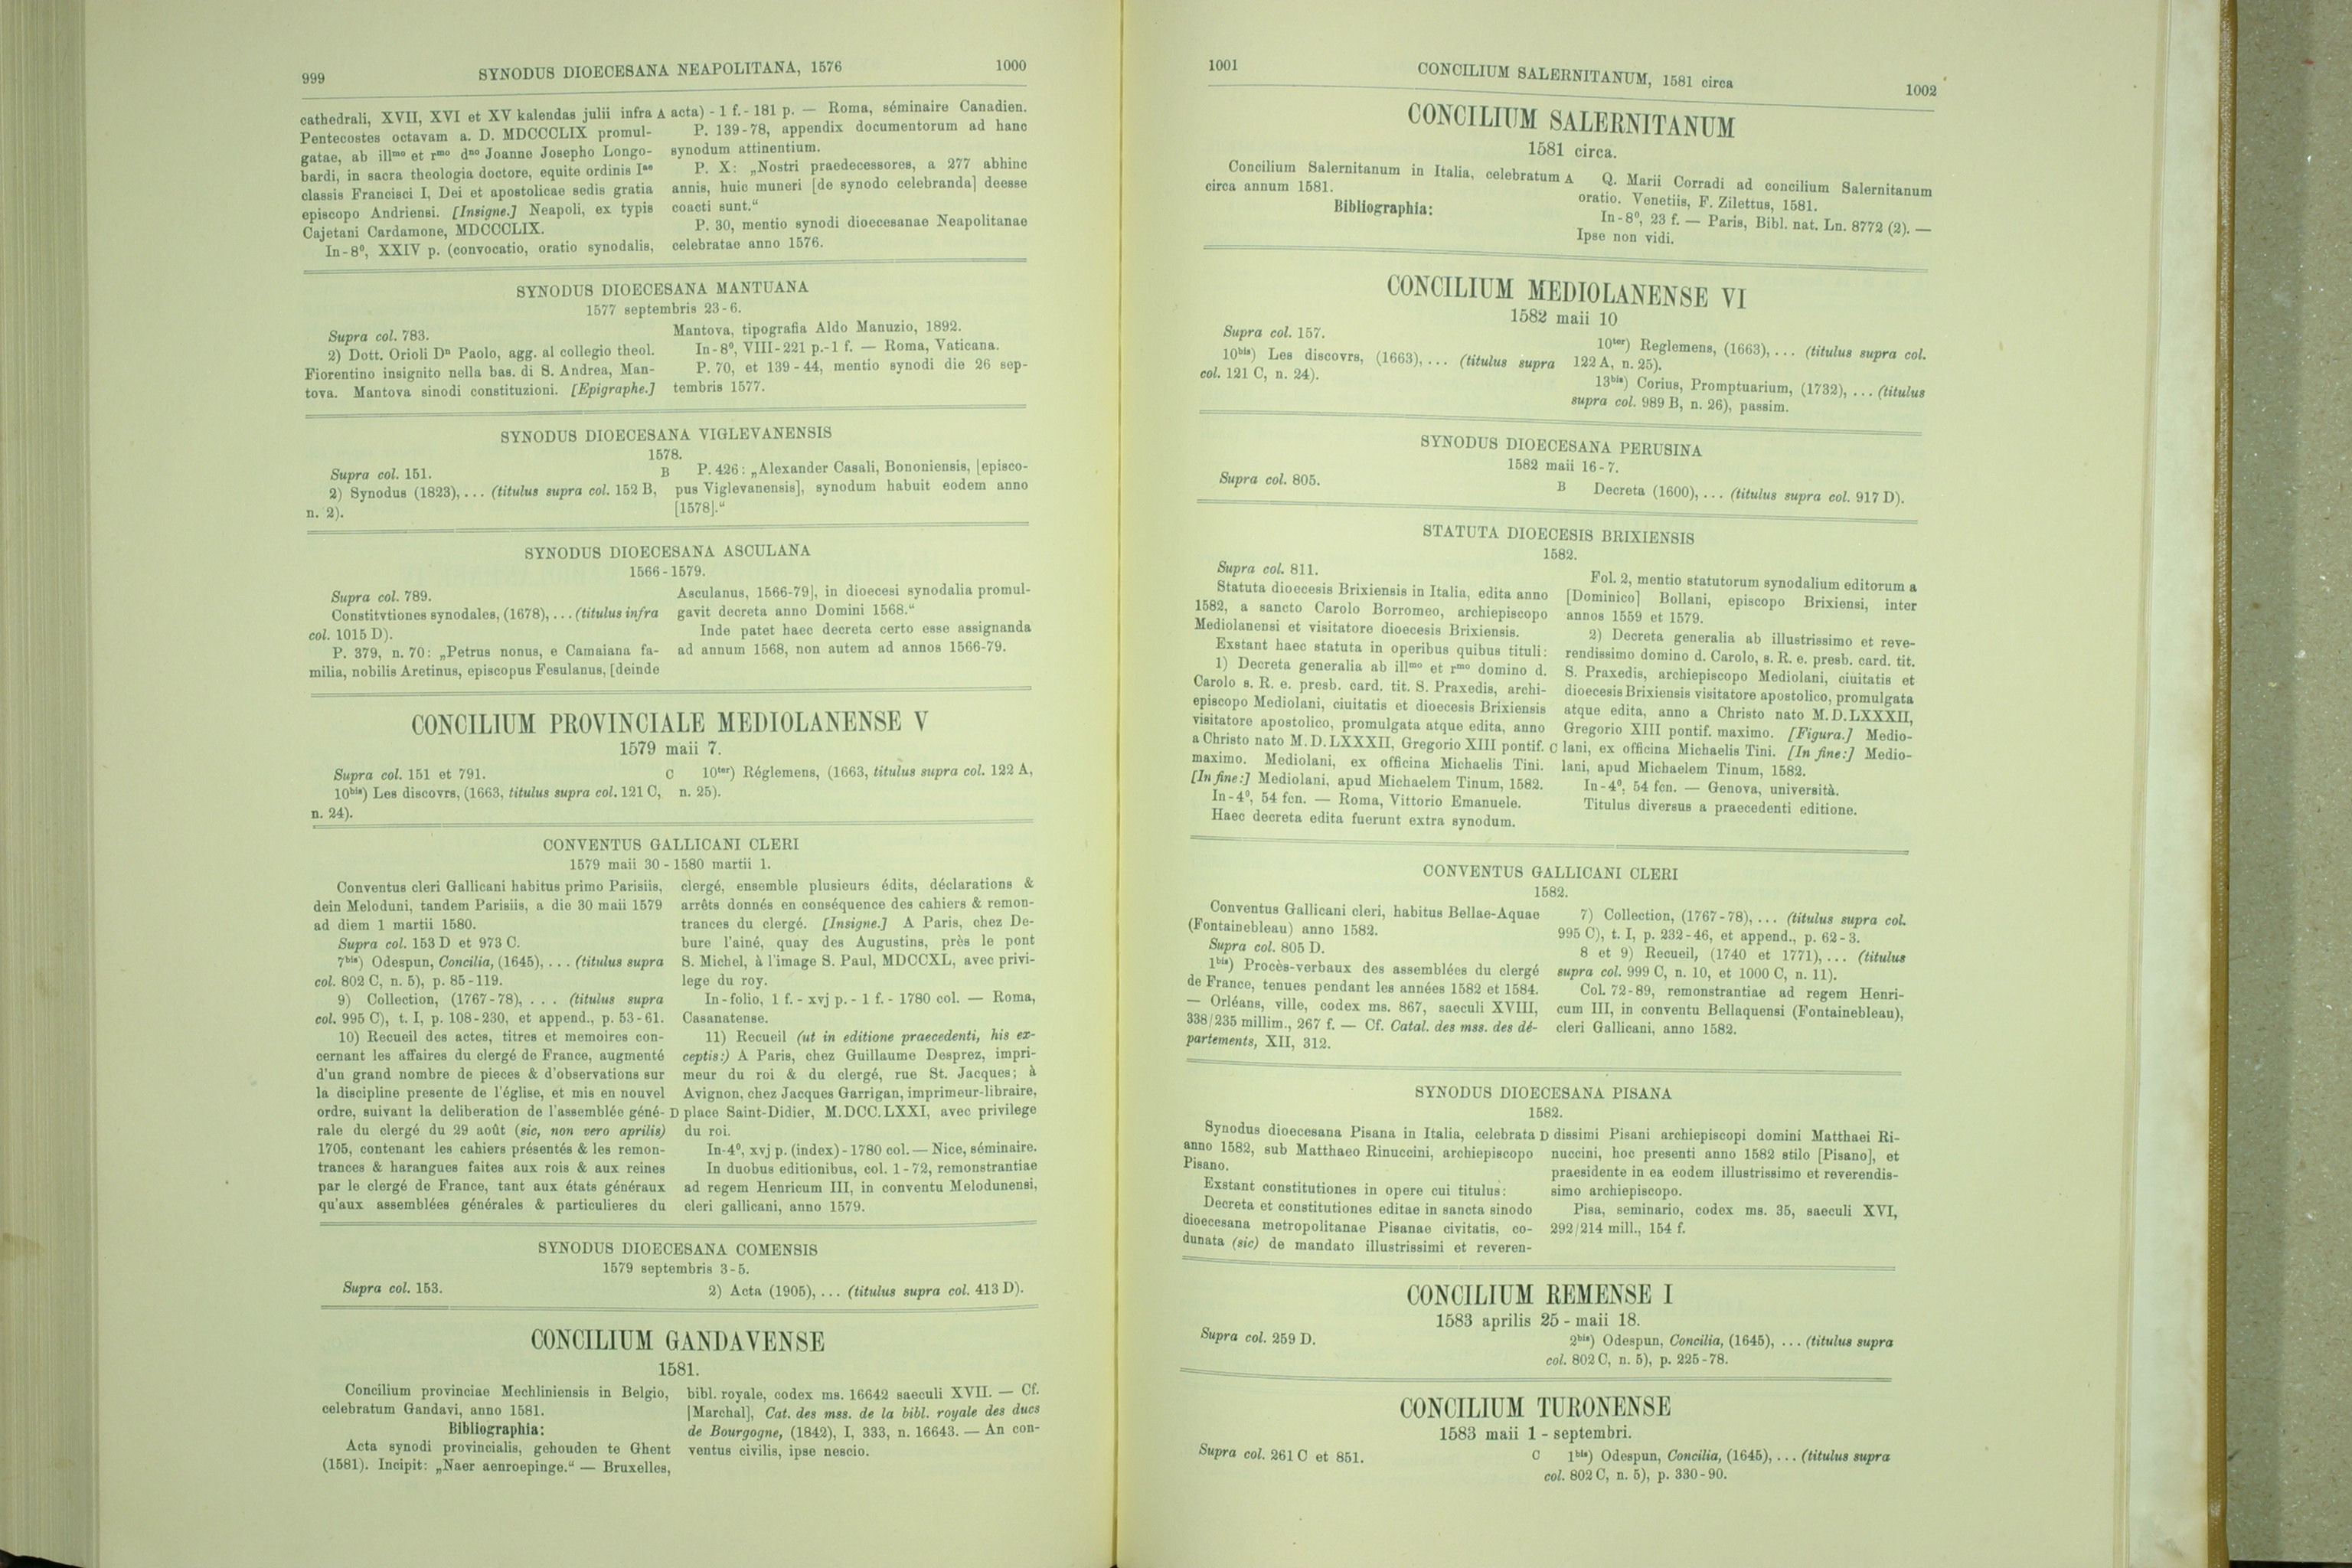 999
SYNODUS DIOECESANA NEAPOLITANA, 1576
1000
cathedrali, XVII, XVI et XV kalendas julii infra
Pentecostes octavam a. D. MDCCCLIX promul-
gatae, ab illmo et rmo dno Joanne Josepho Longo-
bardi, in sacra theologia doctore, equite ordinis Iae
classis Francisci I, Dei et apostolicae sedis gratia
episcopo Andriensi. [Insigne.] Neapoli, ex typis
Cajetani Cardamone, MDCCCLIX.
In-8⁰, XXIV p. (convocatio, oratio synodalis,
A acta) - 1 f. - 181 p. — Roma, séminaire Canadien.
P. 139-78, appendix documentorum ad hanc
synodum attinentium.
P. X: „Nostri praedecessores, a 277 abhinc
annis, huic muneri [de synodo celebranda] deesse
coacti sunt.“
P. 30, mentio synodi dioecesanae Neapolitanae
celebratae anno 1576.
SYNODUS DIOECESANA MANTUANA
1577 septembris 23-6.
Supra col. 783.
2) Dott. Orioli Dn Paolo, agg. al collegio theol.
Fiorentino insignito nella bas. di S. Andrea, Man-
tova. Mantova sinodi constituzioni. [Epigraphe.]
Mantova, tipografia Aldo Manuzio, 1892.
In-8⁰, VIII-221 p.-1 f. — Roma, Vaticana.
P. 70, et 139-44, mentio synodi die 26 sep-
tembris 1577.
SYNODUS DIOECESANA VIGLEVANENSIS
1578.
Supra col. 151.
2) Synodus (1823), ... (titulus supra col. 152 B,
n. 2).
B P. 426: „Alexander Casali, Bononiensis, [episco-
pus Viglevanensis], synodum habuit eodem anno
[1578].“
SYNODUS DIOECESANA ASCULANA
1566-1579.
Supra col. 789.
Constitvtiones synodales, (1678), ... (titulus infra
col. 1015 D).
P. 379, n. 70: „Petrus nonus, e Camaiana fa-
milia, nobilis Aretinus, episcopus Fesulanus, [deinde
Asculanus, 1566-79], in dioecesi synodalia promul-
gavit decreta anno Domini 1568.“
Inde patet haec decreta certo esse assignanda
ad annum 1568, non autem ad annos 1566-79.
CONCILIUM PROVINCIALE MEDIOLANENSE V
1579 maii 7.
Supra col. 151 et 791.
10bis) Les discovrs, (1663, titulus supra col. 121 C,
n. 24).
C 10ter) Réglemens, (1663, titulus supra col. 122 A,
n. 25).
CONVENTUS GALLICANI CLERI
1579 maii 30 - 1580 martii 1.
Conventus cleri Gallicani habitus primo Parisiis,
dein Meloduni, tandem Parisiis, a die 30 maii 1579
ad diem 1 martii 1580.
Supra col. 153 D et 973 C.
7bis) Odespun, Concilia, (1645), ... (titulus supra
col. 802 C, n. 5), p. 85-119.
9) Collection, (1767-78), ... (titulus supra
col. 995 C), t. I, p. 108-230, et append., p. 53-61.
10) Recueil des actes, titres et memoires con-
cernant les affaires du clergé de France, augmenté
d'un grand nombre de pieces & d'observations sur
la discipline presente de l'église, et mis en nouvel
ordre, suivant la deliberation de l'assemblée géné-
rale du clergé du 29 août (sic, non vero aprilis)
1705, contenant les cahiers présentés & les remon-
trances & harangues faites aux rois & aux reines
par le clergé de France, tant aux états généraux
qu'aux assemblées générales & particulieres du
clergé, ensemble plusieurs édits, déclarations &
arrêts donnés en conséquence des cahiers & remon-
trances du clergé. [Insigne.] A Paris, chez De-
bure l'ainé, quay des Augustins, près le pont
S. Michel, à l'image S. Paul, MDCCXL, avec privi-
lege du roy.
In-folio, 1 f. - xvj p. - 1 f. - 1780 col. — Roma,
Casanatense.
11) Recueil (ut in editione praecedenti, his ex-
ceptis:) A Paris, chez Guillaume Desprez, impri-
meur du roi & du clergé, rue St. Jacques; à
Avignon, chez Jacques Garrigan, imprimeur-libraire,
D place Saint-Didier, M.DCC.LXXI, avec privilege
du roi.
In-4⁰, xvj p. (index) - 1780 col. — Nice, séminaire.
In duobus editionibus, col. 1-72, remonstrantiae
ad regem Henricum III, in conventu Melodunensi,
cleri gallicani, anno 1579.
SYNODUS DIOECESANA COMENSIS
1579 septembris 3-5.
Supra col. 153.
2) Acta (1905), ... (titulus supra col. 413 D).
CONCILIUM GANDAVENSE
1581.
Concilium provinciae Mechliniensis in Belgio,
celebratum Gandavi, anno 1581.
Bibliographia:
Acta synodi provincialis, gehouden te Ghent
(1581). Incipit: „Naer aenroepinge.“ — Bruxelles,
bibl. royale, codex ms. 16642 saeculi XVII. — Cf.
[Marchal], Cat. des mss. de la bibl. royale des ducs
de Bourgogne, (1842), I, 333, n. 16643. — An con-
ventus civilis, ipse nescio.
1001
CONCILIUM SALERNITANUM, 1581 circa
1002
CONCILIUM SALERNITANUM
1581 circa.
Concilium Salernitanum in Italia, celebratum
circa annum 1581.
Bibliographia:
A Q. Marii Corradi ad concilium Salernitanum
oratio. Venetiis, F. Zilettus, 1581.
In-8⁰, 23 f. — Paris, Bibl. nat. Ln. 8772 (2). —
Ipse non vidi.
CONCILIUM MEDIOLANENSE VI
1582 maii 10
Supra col. 157.
10bis) Les discovrs, (1663), ... (titulus supra
col. 121 C, n. 24).
10ter) Reglemens, (1663), ... (titulus supra col.
122 A, n. 25).
13bis) Corius, Promptuarium, (1732), ... (titulus
supra col. 989 B, n. 26), passim.
SYNODUS DIOECESANA PERUSINA
1582 maii 16-7.
Supra col. 805.
B Decreta (1600), ... (titulus supra col. 917 D).
STATUTA DIOECESIS BRIXIENSIS
1582.
Supra col. 811.
Statuta dioecesis Brixiensis in Italia, edita anno
1582, a sancto Carolo Borromeo, archiepiscopo
Mediolanensi et visitatore dioecesis Brixiensis.
Exstant haec statuta in operibus quibus tituli:
1) Decreta generalia ab illmo et rmo domino d.
Carolo s. R. e. presb. card. tit. S. Praxedis, archi-
episcopo Mediolani, ciuitatis et dioecesis Brixiensis
visitatore apostolico, promulgata atque edita, anno
a Christo nato M.D.LXXXII, Gregorio XIII pontif.
maximo. Mediolani, ex officina Michaelis Tini.
[In fine:] Mediolani, apud Michaelem Tinum, 1582.
In-4⁰, 54 fcn. — Roma, Vittorio Emanuele.
Haec decreta edita fuerunt extra synodum.
Fol. 2, mentio statutorum synodalium editorum a
[Dominico] Bollani, episcopo Brixiensi, inter
annos 1559 et 1579.
2) Decreta generalia ab illustrissimo et reve-
rendissimo domino d. Carolo, s. R. e. presb. card. tit.
S. Praxedis, archiepiscopo Mediolani, ciuitatis et
dioecesis Brixiensis visitatore apostolico, promulgata
atque edita, anno a Christo nato M.D.LXXXII,
Gregorio XIII pontif. maximo. [Figura.] Medio-
C lani, ex officina Michaelis Tini. [In fine:] Medio-
lani, apud Michaelem Tinum, 1582.
In-4⁰, 54 fcn. — Genova, università.
Titulus diversus a praecedenti editione.
CONVENTUS GALLICANI CLERI
1582.
Conventus Gallicani cleri, habitus Bellae-Aquae
(Fontainebleau) anno 1582.
Supra col. 805 D.
1bis) Procès-verbaux des assemblées du clergé
de France, tenues pendant les années 1582 et 1584.
— Orléans, ville, codex ms. 867, saeculi XVIII,
338/235 millim., 267 f. — Cf. Catal. des mss. des dé-
partements, XII, 312.
7) Collection, (1767-78), ... (titulus supra col.
995 C), t. I, p. 232-46, et append., p. 62-3.
8 et 9) Recueil, (1740 et 1771), ... (titulus
supra col. 999 C, n. 10, et 1000 C, n. 11).
Col. 72-89, remonstrantiae ad regem Henri-
cum III, in conventu Bellaquensi (Fontainebleau),
cleri Gallicani, anno 1582.
SYNODUS DIOECESANA PISANA
1582.
Synodus dioecesana Pisana in Italia, celebrata
anno 1582, sub Matthaeo Rinuccini, archiepiscopo
Pisano.
Exstant constitutiones in opere cui titulus:
Decreta et constitutiones editae in sancta sinodo
dioecesana metropolitanae Pisanae civitatis, co-
dunata (sic) de mandato illustrissimi et reveren-
D dissimi Pisani archiepiscopi domini Matthaei Ri-
nuccini, hoc presenti anno 1582 stilo [Pisano], et
praesidente in ea eodem illustrissimo et reverendis-
simo archiepiscopo.
Pisa, seminario, codex ms. 35, saeculi XVI,
292/214 mill., 154 f.
CONCILIUM REMENSE I
1583 aprilis 25 - maii 18.
Supra col. 259 D.
2bis) Odespun, Concilia, (1645), ... (titulus supra
col. 802 C, n. 5), p. 225-78.
CONCILIUM TURONENSE
1583 maii 1 - septembri.
Supra col. 261 C et 851.
C 1bis) Odespun, Concilia, (1645), ... (titulus supra
col. 802 C, n. 5), p. 330-90.